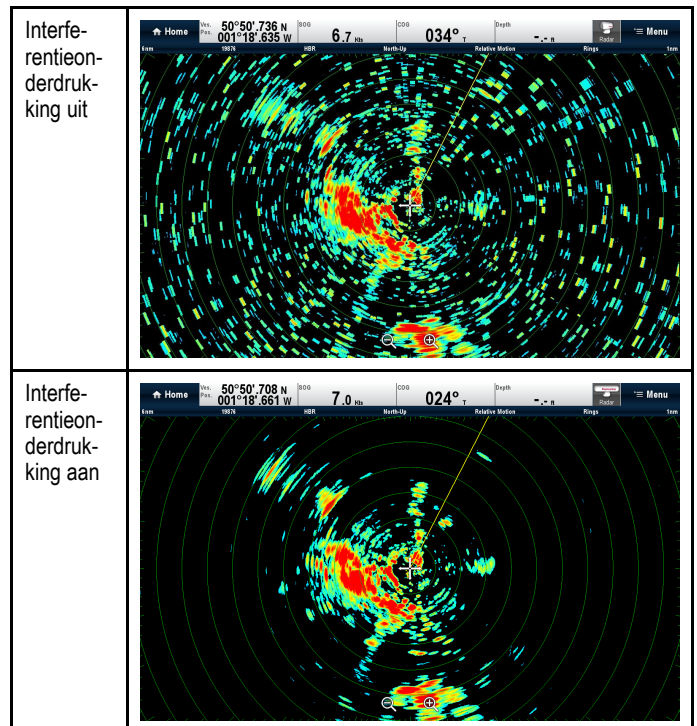 Interfe-
rentieon-
derdruk-
king uit
Home Ves. Pos. 50°50'.736 N 001°18'.635 W SOG 6.7 Kts COG 034° T Depth -.- ft Radar Menu
6nm 19876 HBR North-Up Relative Motion Rings 1nm
Interfe-
rentieon-
derdruk-
king aan
Home Ves. Pos. 50°50'.708 N 001°18'.661 W SOG 7.0 Kts COG 024° T Depth -.- ft Radar Menu
6nm 19876 HBR North-Up Relative Motion Rings 1nm